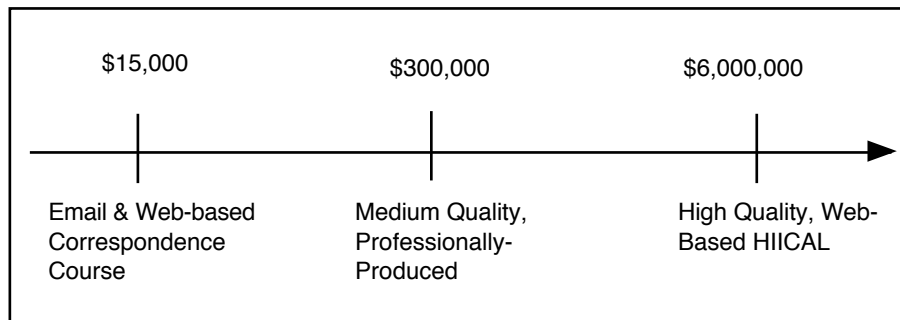 $15,000
$300,000
$6,000,000
Email & Web-based
Correspondence
Course
Medium Quality,
Professionally-
Produced
High Quality, Web-
Based HIICAL